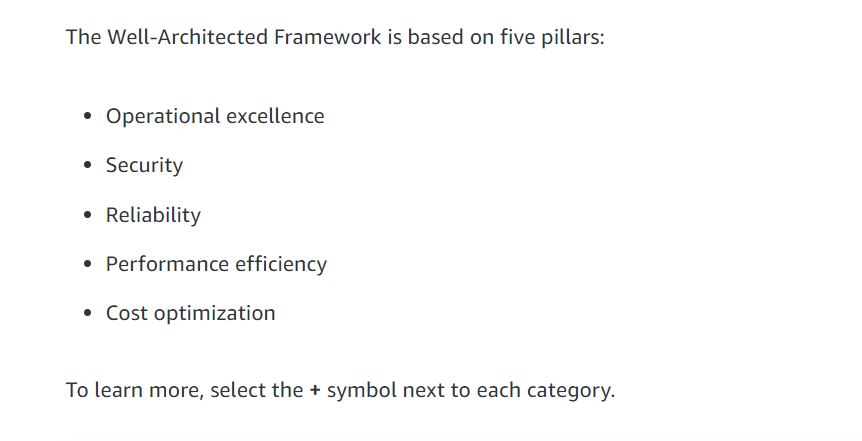 The Well-Architected Framework is based on five pillars:
• Operational excellence
• Security
• Reliability
• Performance efficiency
• Cost optimization
To learn more, select the + symbol next to each category.